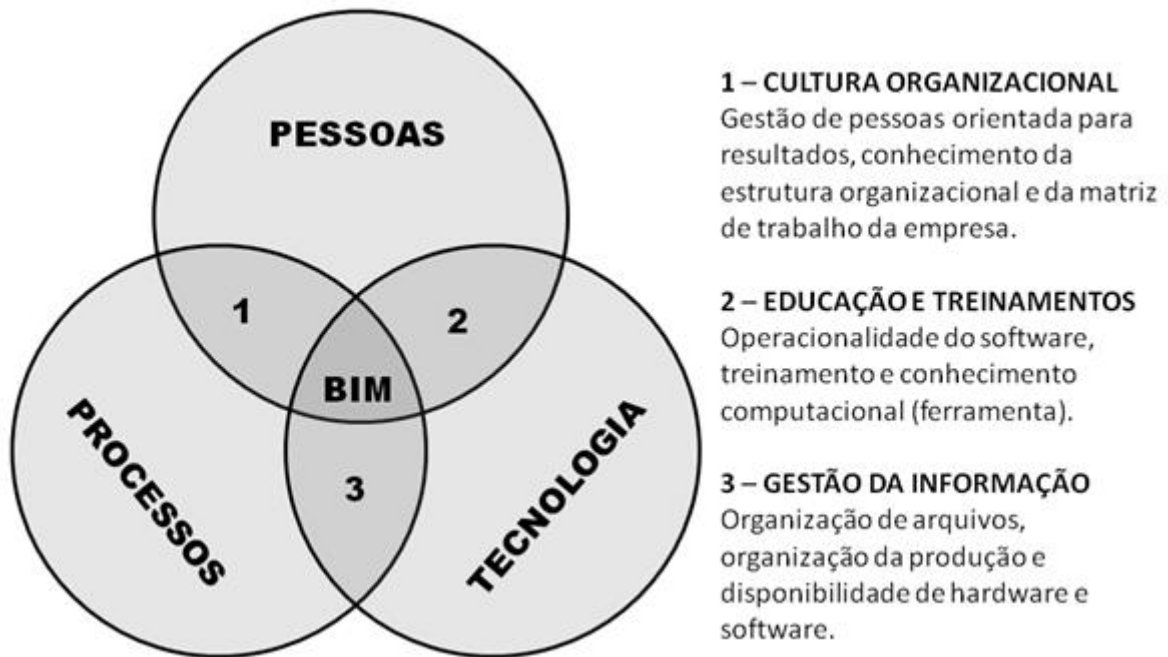 PESSOAS
1
2
BIM
PROCESSOS
3
TECNOLOGIA
1 – CULTURA ORGANIZACIONAL
Gestão de pessoas orientada para
resultados, conhecimento da
estrutura organizacional e da matriz
de trabalho da empresa.
2 – EDUCAÇÃO E TREINAMENTOS
Operacionalidade do software,
treinamento e conhecimento
computacional (ferramenta).
3 – GESTÃO DA INFORMAÇÃO
Organização de arquivos,
organização da produção e
disponibilidade de hardware e
software.